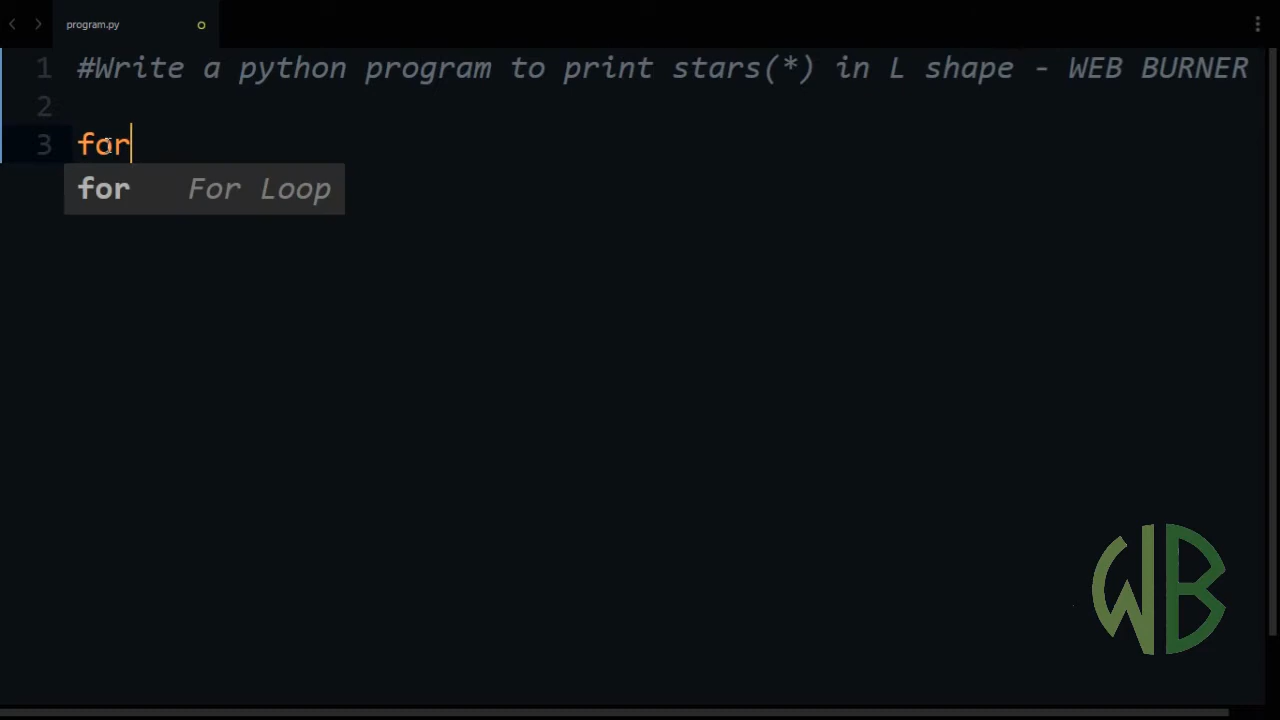 program.py
1 #Write a python program to print stars(*) in L shape - WEB BURNER
2
3 for
for For Loop
WB